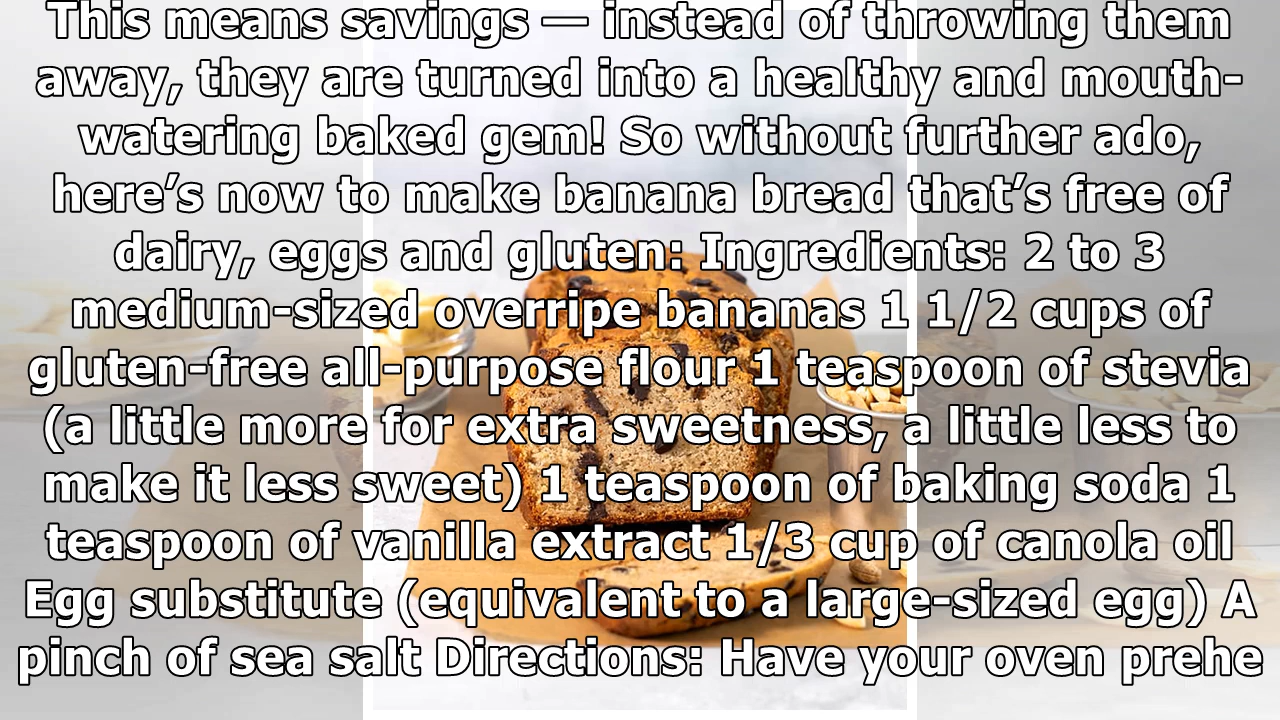 This means savings — instead of throwing them
away, they are turned into a healthy and mouth-
watering baked gem! So without further ado,
here’s now to make banana bread that’s free of
dairy, eggs and gluten: Ingredients: 2 to 3
medium-sized overripe bananas 1 1/2 cups of
gluten-free all-purpose flour 1 teaspoon of stevia
(a little more for extra sweetness, a little less to
make it less sweet) 1 teaspoon of baking soda 1
teaspoon of vanilla extract 1/3 cup of canola oil
Egg substitute (equivalent to a large-sized egg) A
pinch of sea salt Directions: Have your oven prehe